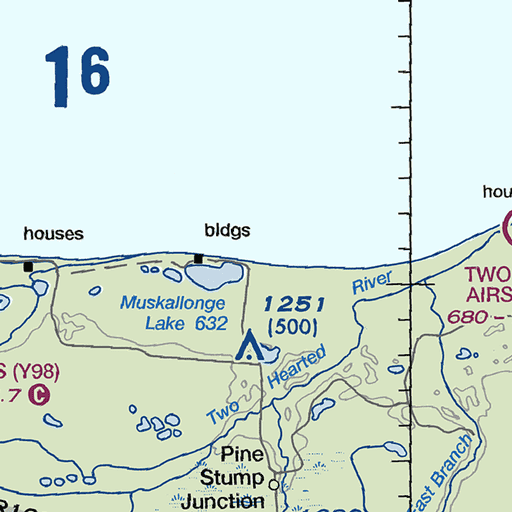 16
hou
houses
bldgs
TWO
AIRS
680
River
Muskallonge
Lake 632
1251
(500)
S (Y98)
.7 C
Two Hearted
Pine
Stump
Junction
East Branch